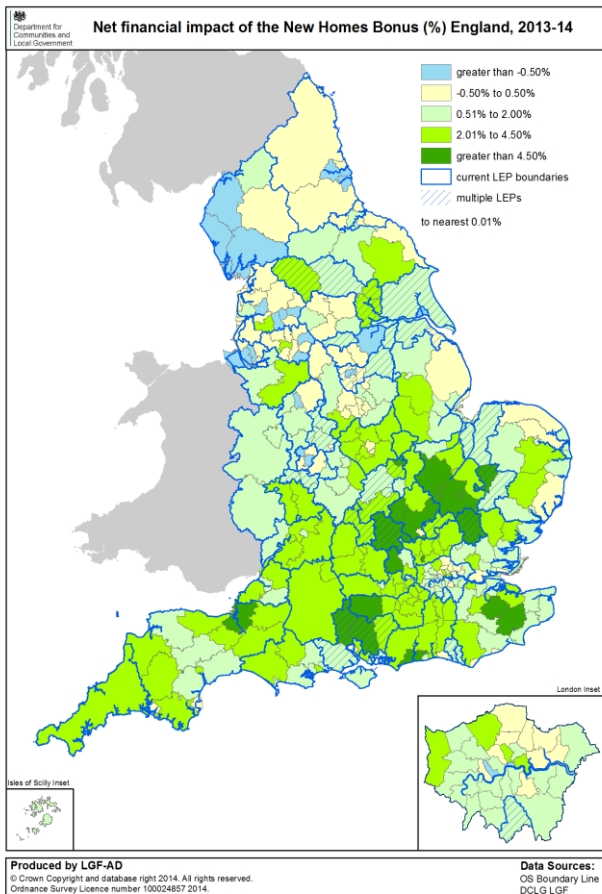 Department for
Communities and
Local Government
Net financial impact of the New Homes Bonus (%) England, 2013-14
greater than -0.50%
-0.50% to 0.50%
0.51% to 2.00%
2.01% to 4.50%
greater than 4.50%
current LEP boundaries
multiple LEPs
to nearest 0.01%
London Inset
Isles of Scilly Inset
Produced by LGF-AD
© Crown Copyright and database right 2014. All rights reserved.
Ordnance Survey Licence number 100024857 2014.
Data Sources:
OS Boundary Line
DCLG LGF